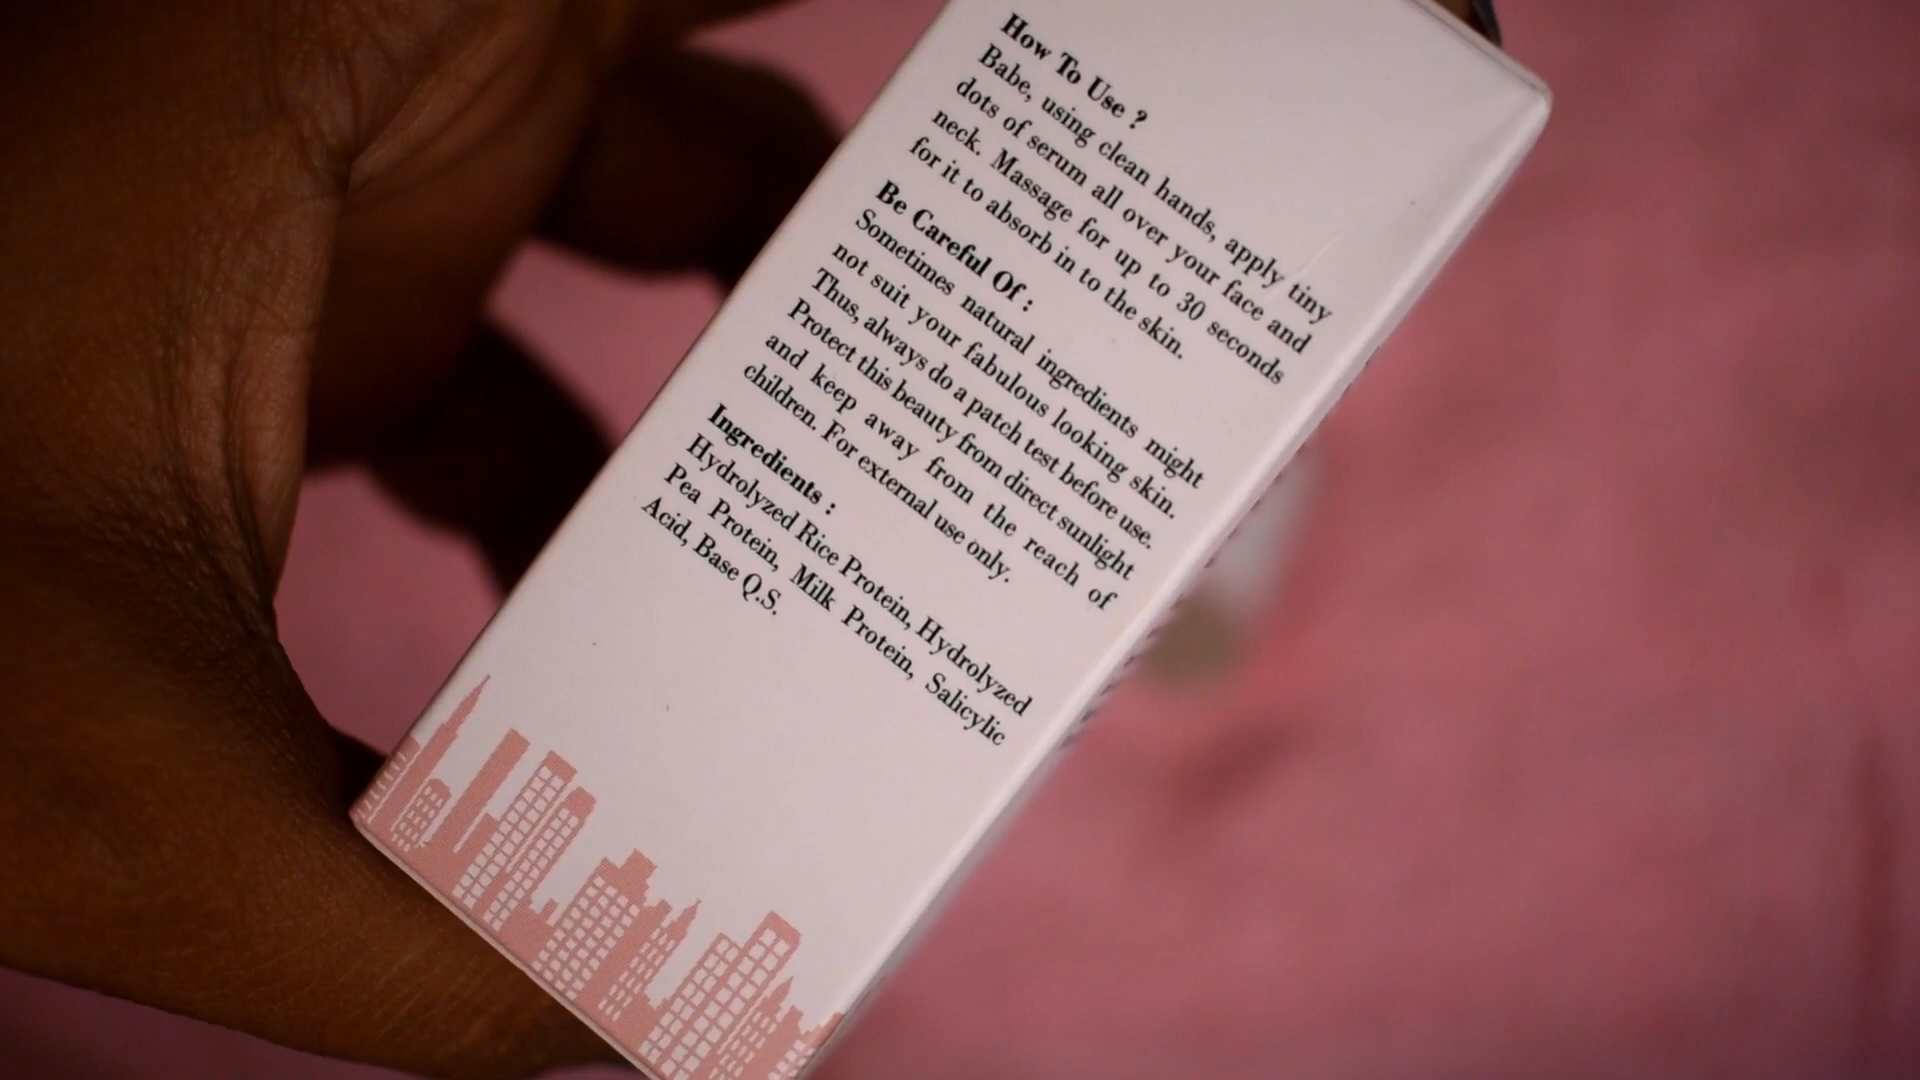 How To Use ?
Babe, using clean hands, apply tiny
dots of serum all over your face and
neck. Massage for up to 30 seconds
for it to absorb in to the skin.
Be Careful Of :
Sometimes natural ingredients might
not suit your fabulous looking skin.
Thus, always do a patch test before use.
Protect this beauty from direct sunlight
and keep away from the reach of
children. For external use only.
Ingredients :
Hydrolyzed Rice Protein, Hydrolyzed
Pea Protein, Milk Protein, Salicylic
Acid, Base Q.S.